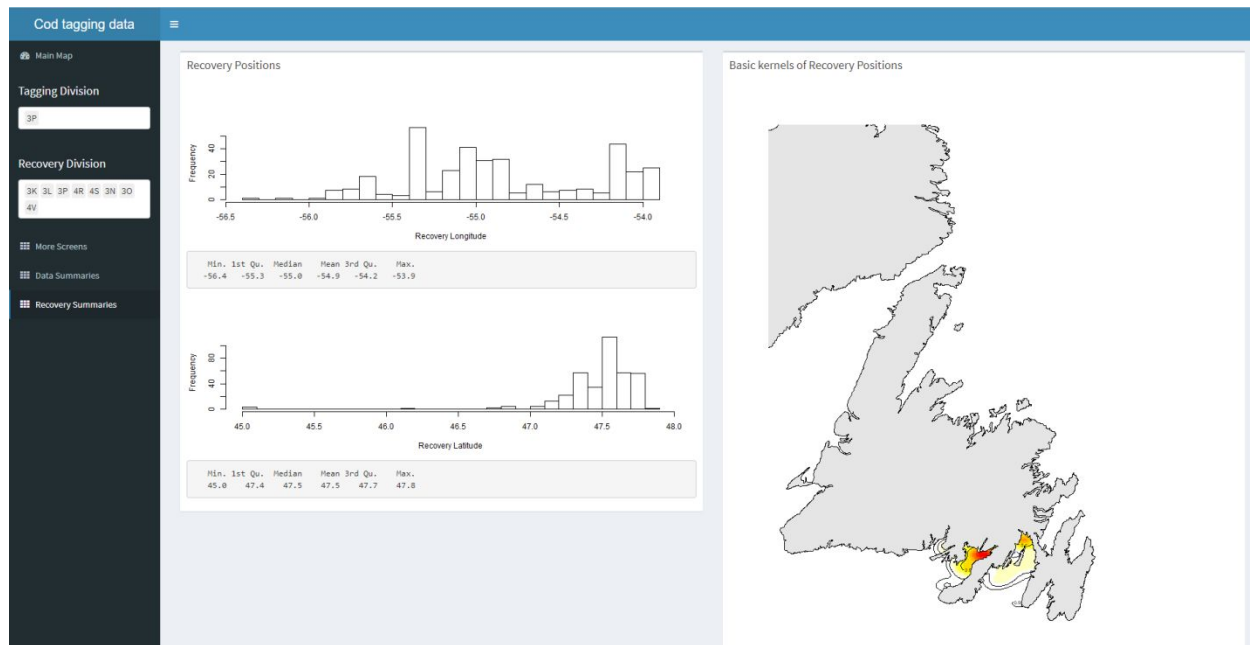 Cod tagging data
Main Map
Tagging Division
3P
Recovery Division
3K 3L 3P 4R 4S 3N 3O
4V
More Screens
Data Summaries
Recovery Summaries
Recovery Positions
Frequency
0 20 40
-56.5 -56.0 -55.5 -55.0 -54.5 -54.0
Recovery Longitude
Min. 1st Qu. Median Mean 3rd Qu. Max.
-56.4 -55.3 -55.0 -54.9 -54.2 -53.9
Frequency
0 40 80
45.0 45.5 46.0 46.5 47.0 47.5 48.0
Recovery Latitude
Min. 1st Qu. Median Mean 3rd Qu. Max.
45.0 47.4 47.5 47.5 47.7 47.8
Basic kernels of Recovery Positions